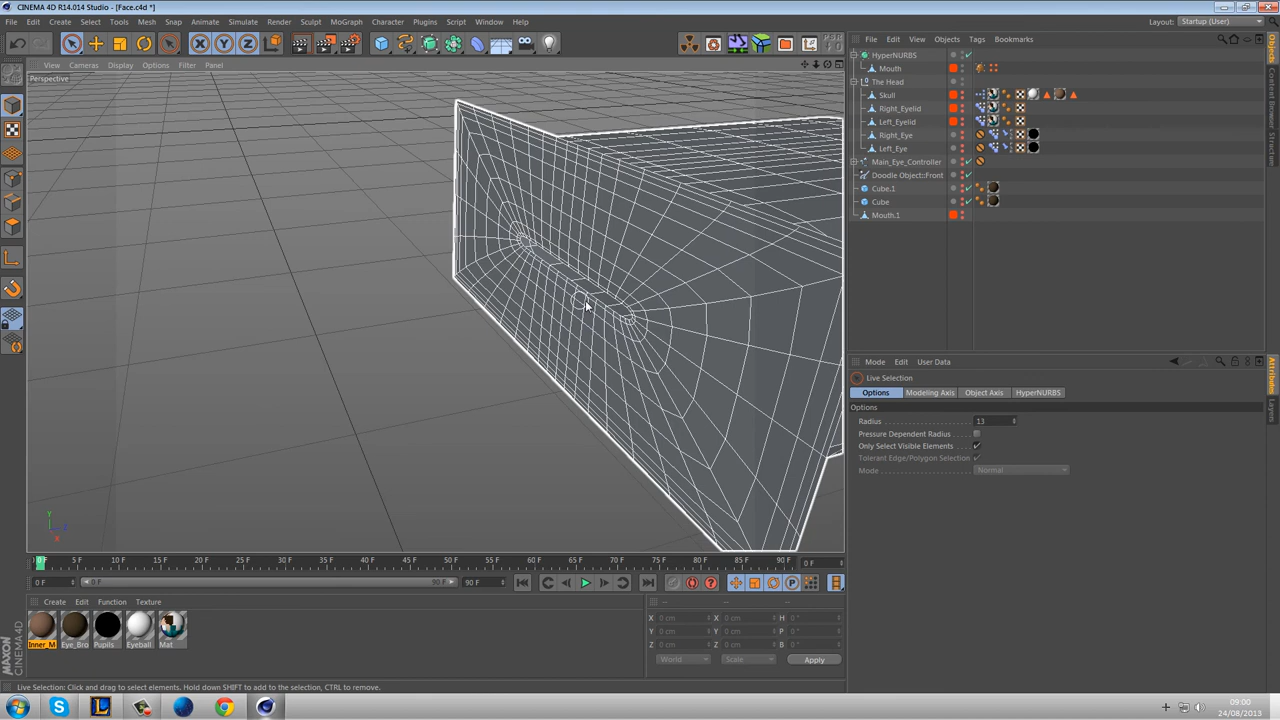 CINEMA 4D R14.014 Studio - [Face.c4d *]
File Edit Create Select Tools Mesh Snap Animate Simulate Render Sculpt MoGraph Character Plugins Script Window Help
Layout: Startup (User)
View Cameras Display Options Filter Panel
Perspective
File Edit View Objects Tags Bookmarks
HyperNURBS
Mouth
The Head
Skull
Right_Eyelid
Left_Eyelid
Right_Eye
Left_Eye
Main_Eye_Controller
Doodle Object::Front
Cube.1
Cube
Mouth.1
Objects
Content Browser
Structure
Mode Edit User Data
Live Selection
Options Modeling Axis Object Axis HyperNURBS
Options
Radius 13
Pressure Dependent Radius
Only Select Visible Elements
Tolerant Edge/Polygon Selection
Mode Normal
Attributes
Layers
0 F 5 F 10 F 15 F 20 F 25 F 30 F 35 F 40 F 45 F 50 F 55 F 60 F 65 F 70 F 75 F 80 F 85 F 90 F 0 F
0 F 0 F 90 F 90 F
Create Edit Function Texture
Inner_M Eye_Bro Pupils Eyeball Mat
-- -- --
X 0 cm X 0 cm H 0 °
Y 0 cm Y 0 cm P 0 °
Z 0 cm Z 0 cm B 0 °
World Scale Apply
MAXON CINEMA 4D
Live Selection: Click and drag to select elements. Hold down SHIFT to add to the selection, CTRL to remove.
09:00
24/08/2013